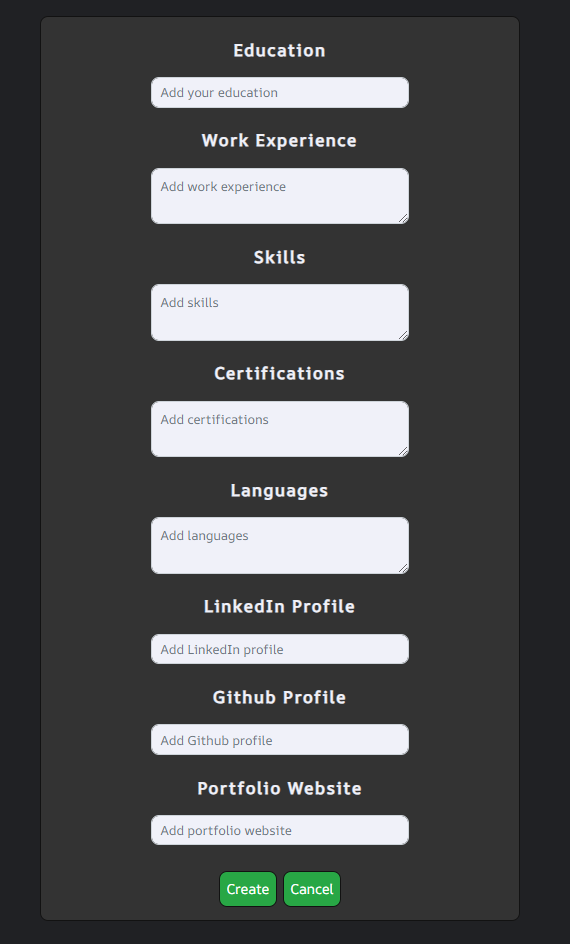 Education
Add your education
Work Experience
Add work experience
Skills
Add skills
Certifications
Add certifications
Languages
Add languages
LinkedIn Profile
Add LinkedIn profile
Github Profile
Add Github profile
Portfolio Website
Add portfolio website
Create Cancel